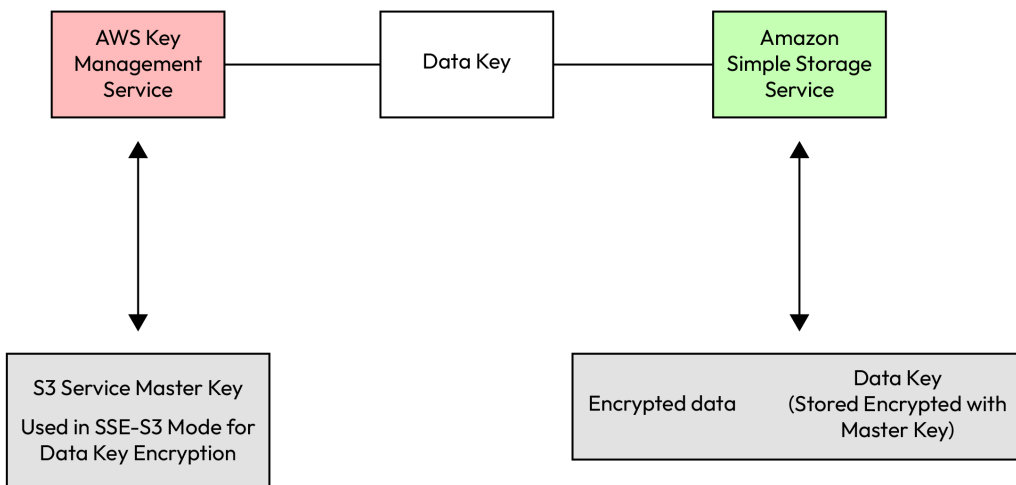 AWS Key
Management
Service
Data Key
Amazon
Simple Storage
Service
S3 Service Master Key
Used in SSE-S3 Mode for
Data Key Encryption
Encrypted data
Data Key
(Stored Encrypted with
Master Key)